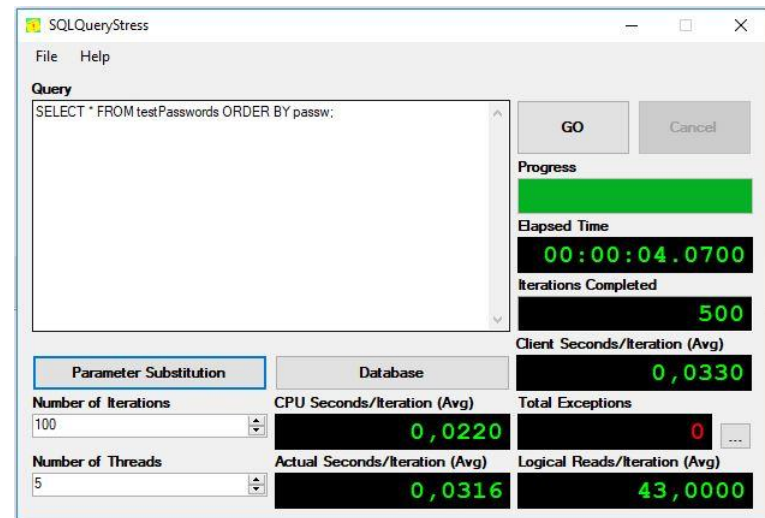 SQLQueryStress
File Help
Query
SELECT * FROM testPasswords ORDER BY passw;
GO
Cancel
Progress
Elapsed Time
00:00:04.0700
Iterations Completed
500
Client Seconds/Iteration (Avg)
0,0330
Parameter Substitution
Database
Number of Iterations
100
CPU Seconds/Iteration (Avg)
0,0220
Total Exceptions
0
...
Number of Threads
5
Actual Seconds/Iteration (Avg)
0,0316
Logical Reads/Iteration (Avg)
43,0000